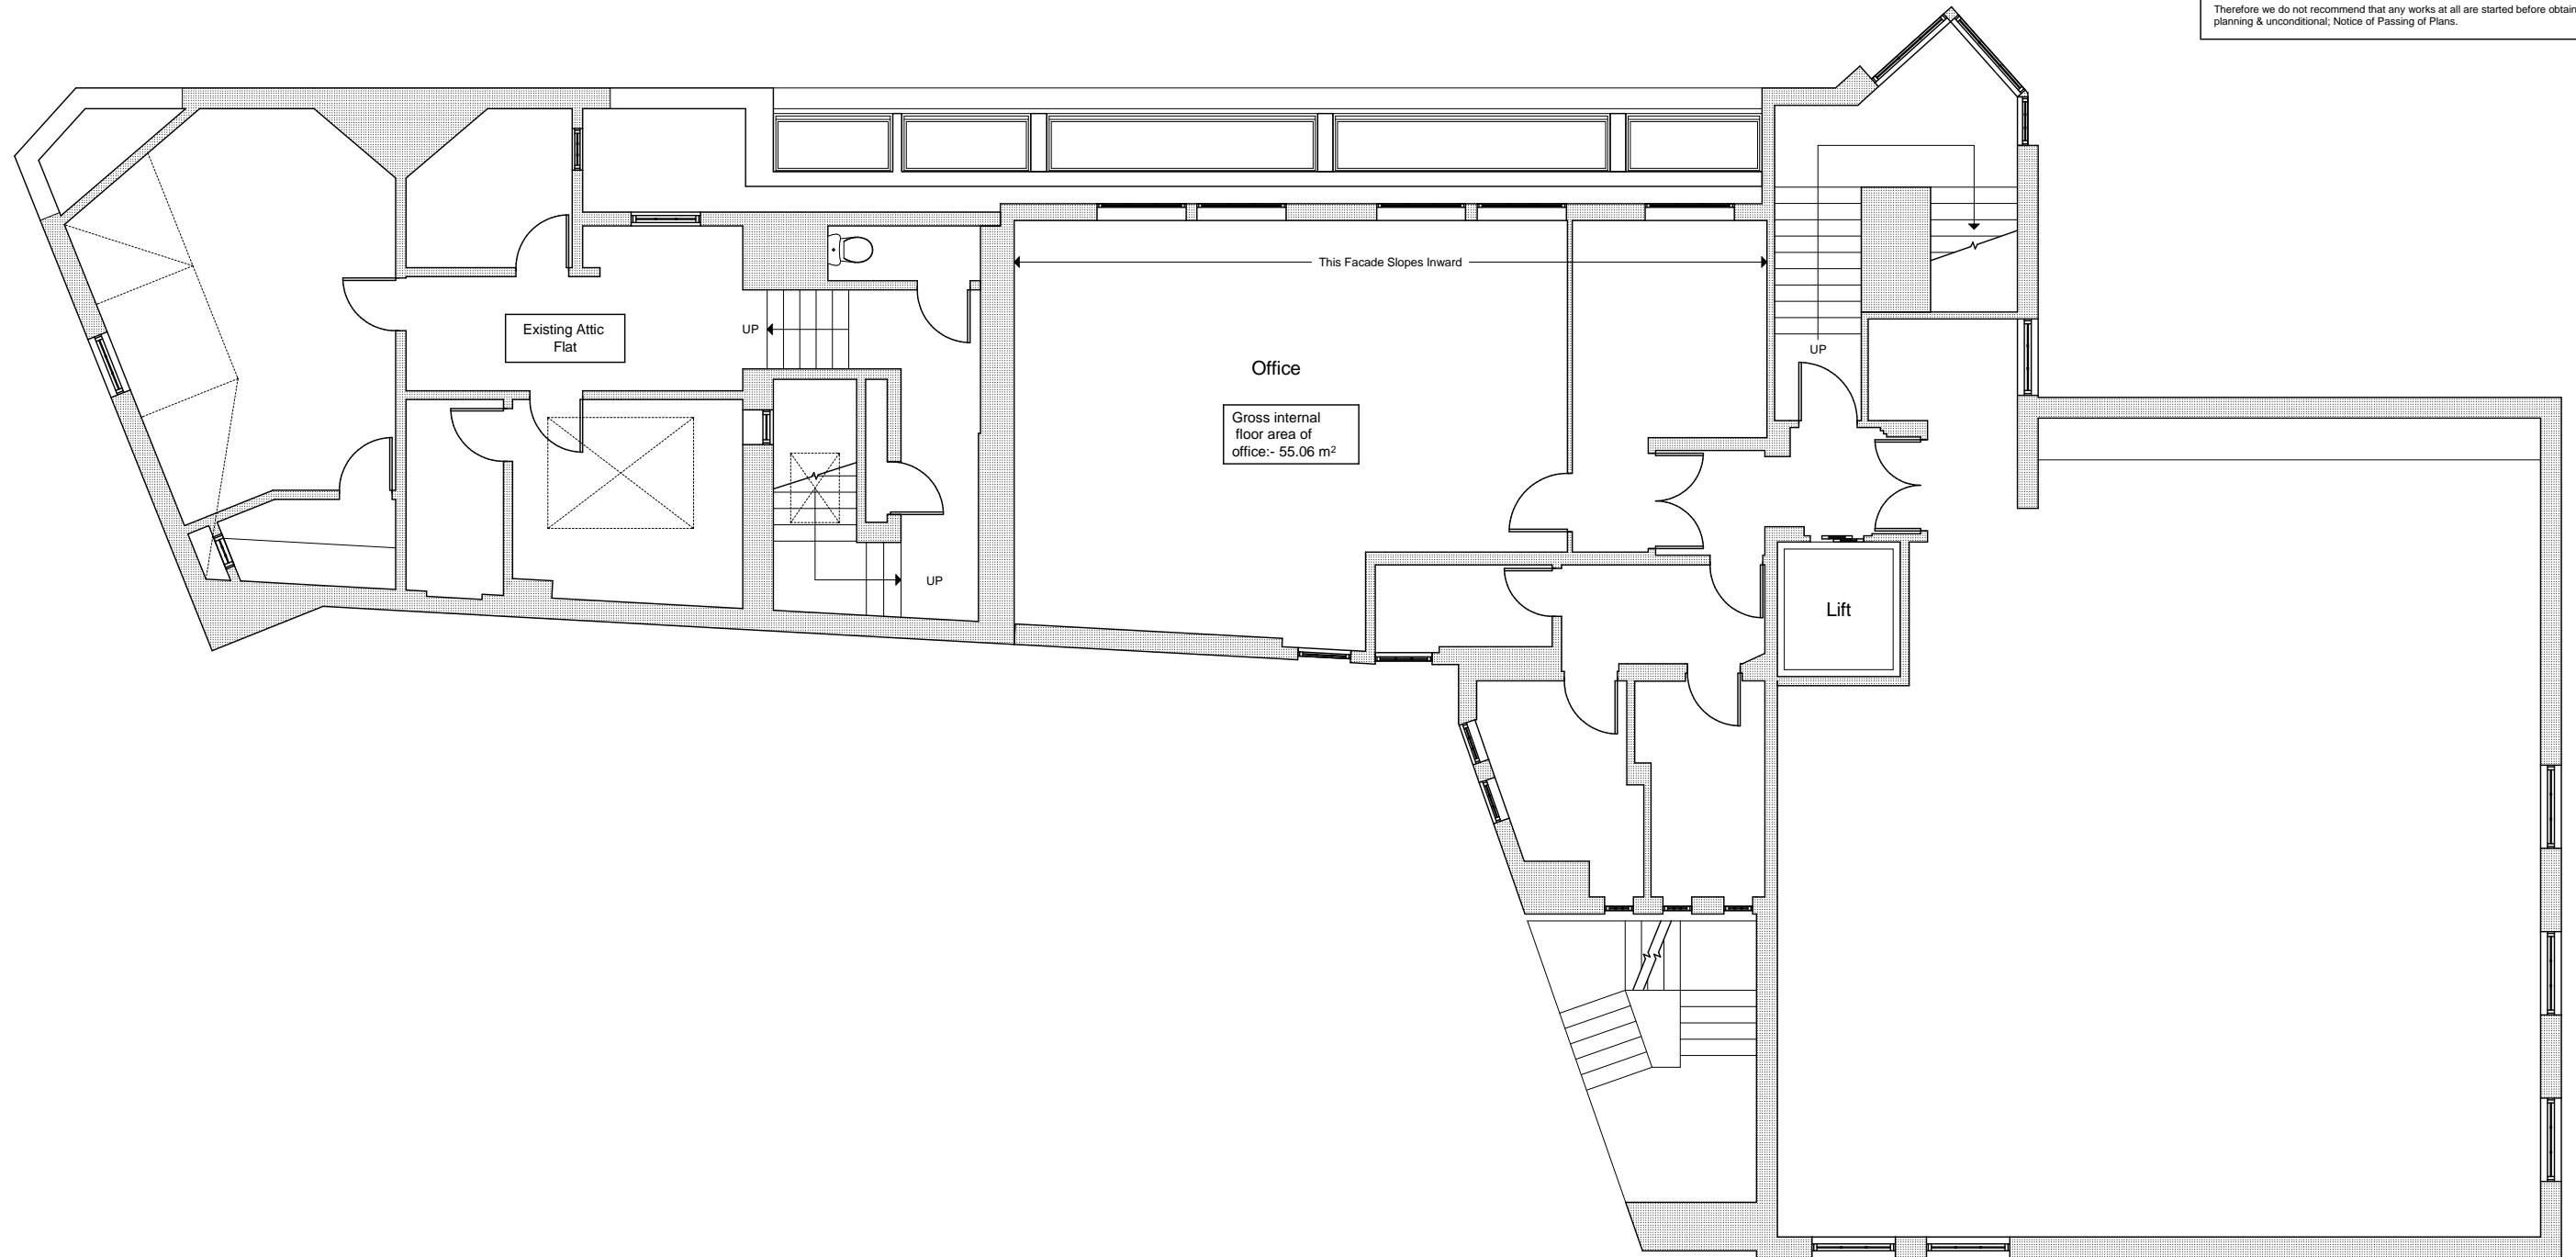 Therefore we do not recommend that any works at all are started before obtain
planning & unconditional; Notice of Passing of Plans.
This Facade Slopes Inward
Existing Attic
Flat
UP
UP
Office
Gross internal
floor area of
office:- 55.06 m²
UP
UP
Lift